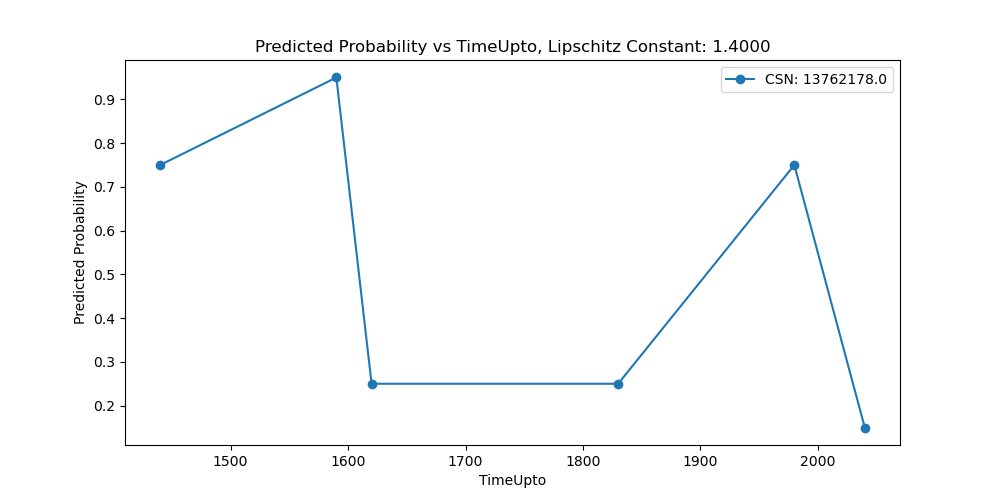 Predicted Probability vs TimeUpto, Lipschitz Constant: 1.4000
CSN: 13762178.0
Predicted Probability
0.9
0.8
0.7
0.6
0.5
0.4
0.3
0.2
1500 1600 1700 1800 1900 2000
TimeUpto